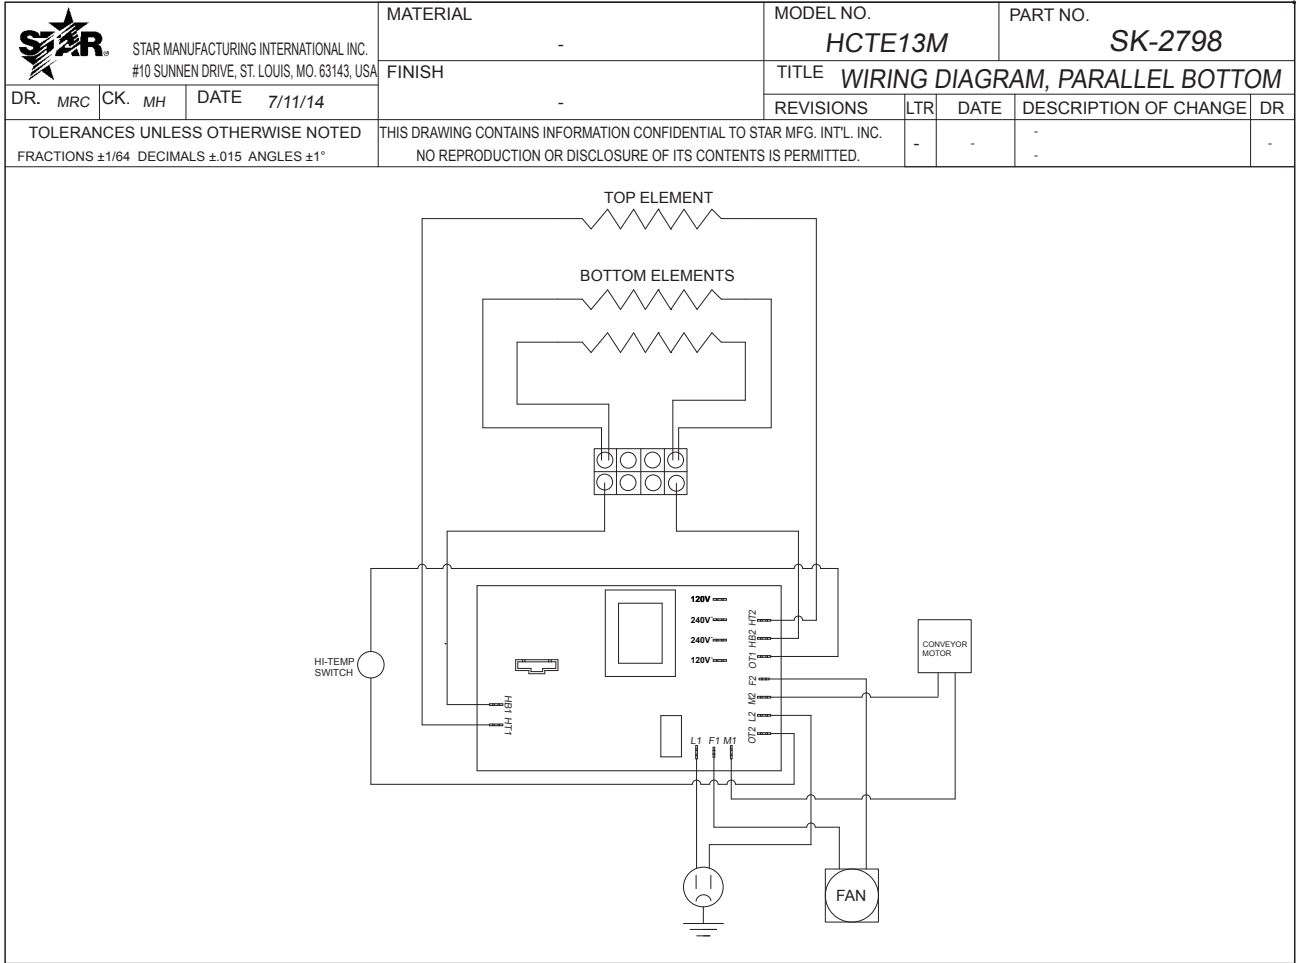 STAR®
STAR MANUFACTURING INTERNATIONAL INC.
#10 SUNNEN DRIVE, ST. LOUIS, MO. 63143, USA
DR. MRC CK. MH DATE 7/11/14
TOLERANCES UNLESS OTHERWISE NOTED
FRACTIONS ±1/64 DECIMALS ±.015 ANGLES ±1°
MATERIAL
-
FINISH
-
THIS DRAWING CONTAINS INFORMATION CONFIDENTIAL TO STAR MFG. INT'L. INC.
NO REPRODUCTION OR DISCLOSURE OF ITS CONTENTS IS PERMITTED.
MODEL NO.
HCTE13M
PART NO.
SK-2798
TITLE WIRING DIAGRAM, PARALLEL BOTTOM
REVISIONS LTR DATE DESCRIPTION OF CHANGE DR
- - - -
-
TOP ELEMENT
BOTTOM ELEMENTS
120V
240V
240V
120V
HT2
HB2
OT1
F2
M2
L2
OT2
HI-TEMP
SWITCH
HB1
HT1
L1 F1 M1
CONVEYOR
MOTOR
FAN